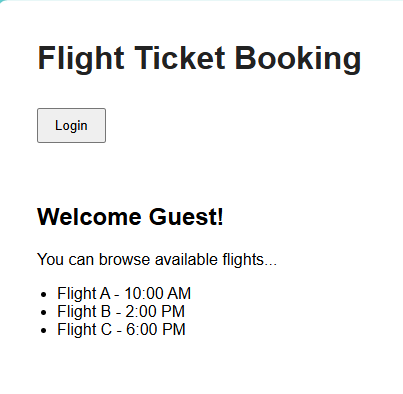 Flight Ticket Booking
Login
Welcome Guest!
You can browse available flights...
• Flight A - 10:00 AM
• Flight B - 2:00 PM
• Flight C - 6:00 PM